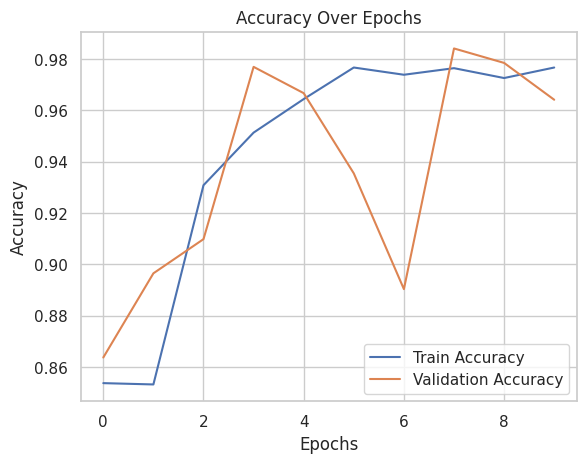 Accuracy Over Epochs
0.98
0.96
0.94
0.92
0.90
0.88
0.86
Accuracy
Train Accuracy
Validation Accuracy
0 2 4 6 8
Epochs